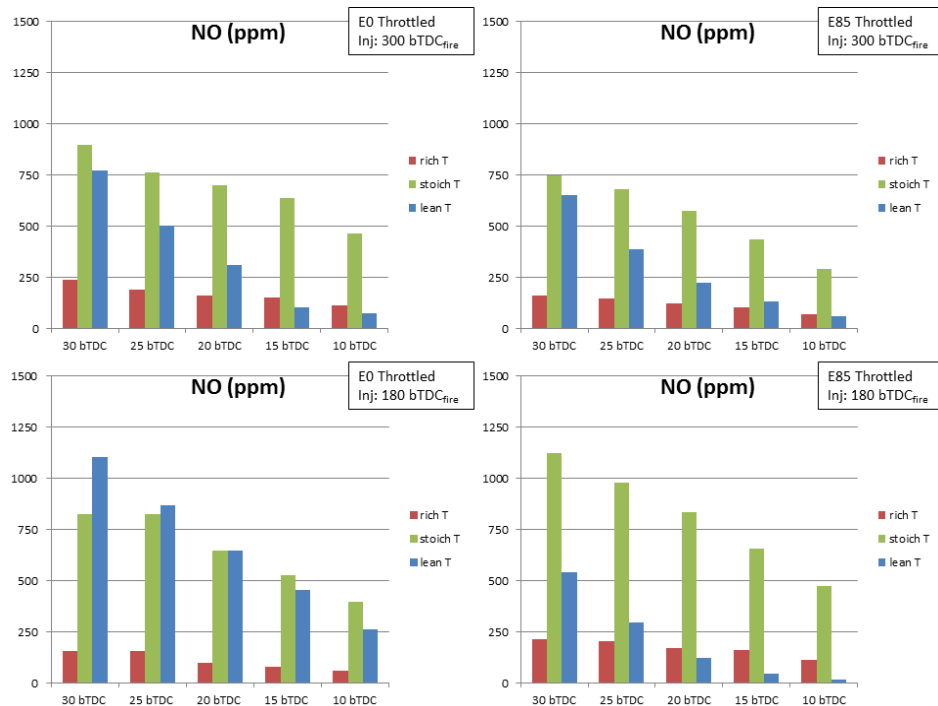 NO (ppm)
E0 Throttled
Inj: 300 bTDCfire
1500
1250
1000
750
500
250
0
30 bTDC
25 bTDC
20 bTDC
15 bTDC
10 bTDC
rich T
stoich T
lean T
NO (ppm)
E85 Throttled
Inj: 300 bTDCfire
1500
1250
1000
750
500
250
0
30 bTDC
25 bTDC
20 bTDC
15 bTDC
10 bTDC
rich T
stoich T
lean T
NO (ppm)
E0 Throttled
Inj: 180 bTDCfire
1500
1250
1000
750
500
250
0
30 bTDC
25 bTDC
20 bTDC
15 bTDC
10 bTDC
rich T
stoich T
lean T
NO (ppm)
E85 Throttled
Inj: 180 bTDCfire
1500
1250
1000
750
500
250
0
30 bTDC
25 bTDC
20 bTDC
15 bTDC
10 bTDC
rich T
stoich T
lean T